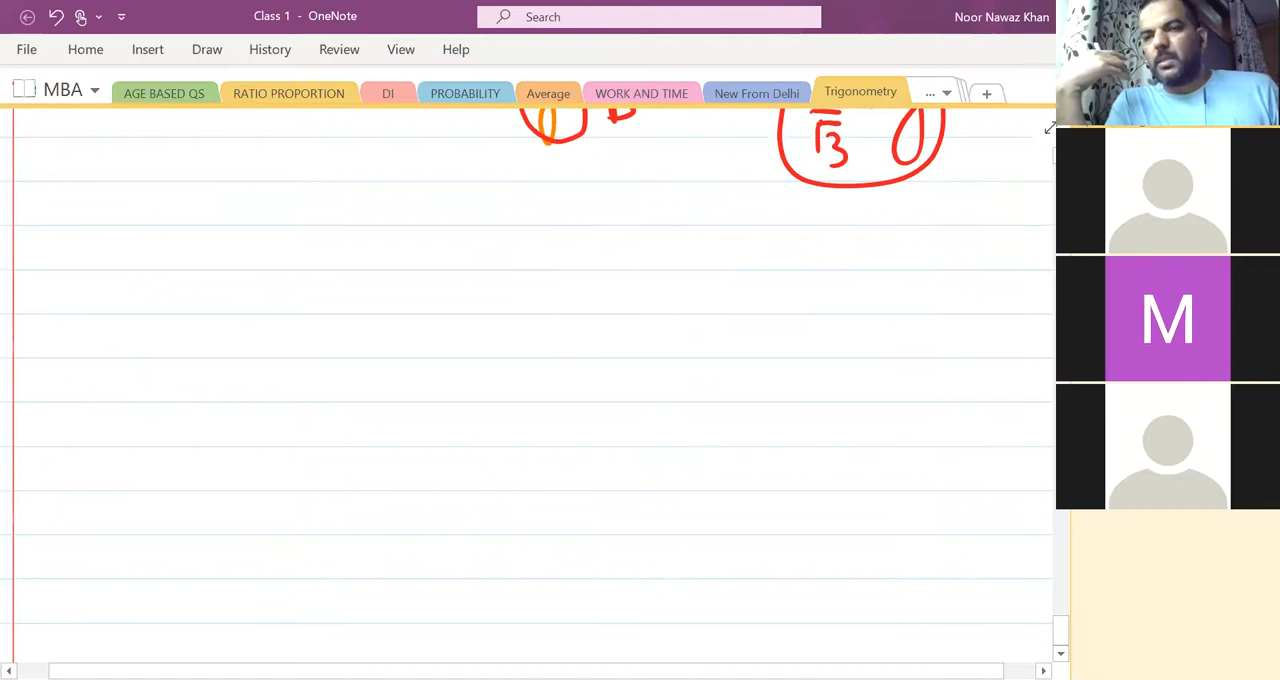 Class 1 - OneNote
Search
Noor Nawaz Khan
File Home Insert Draw History Review View Help
MBA AGE BASED QS RATIO PROPORTION DI PROBABILITY Average WORK AND TIME New From Delhi Trigonometry ... +
√3
M